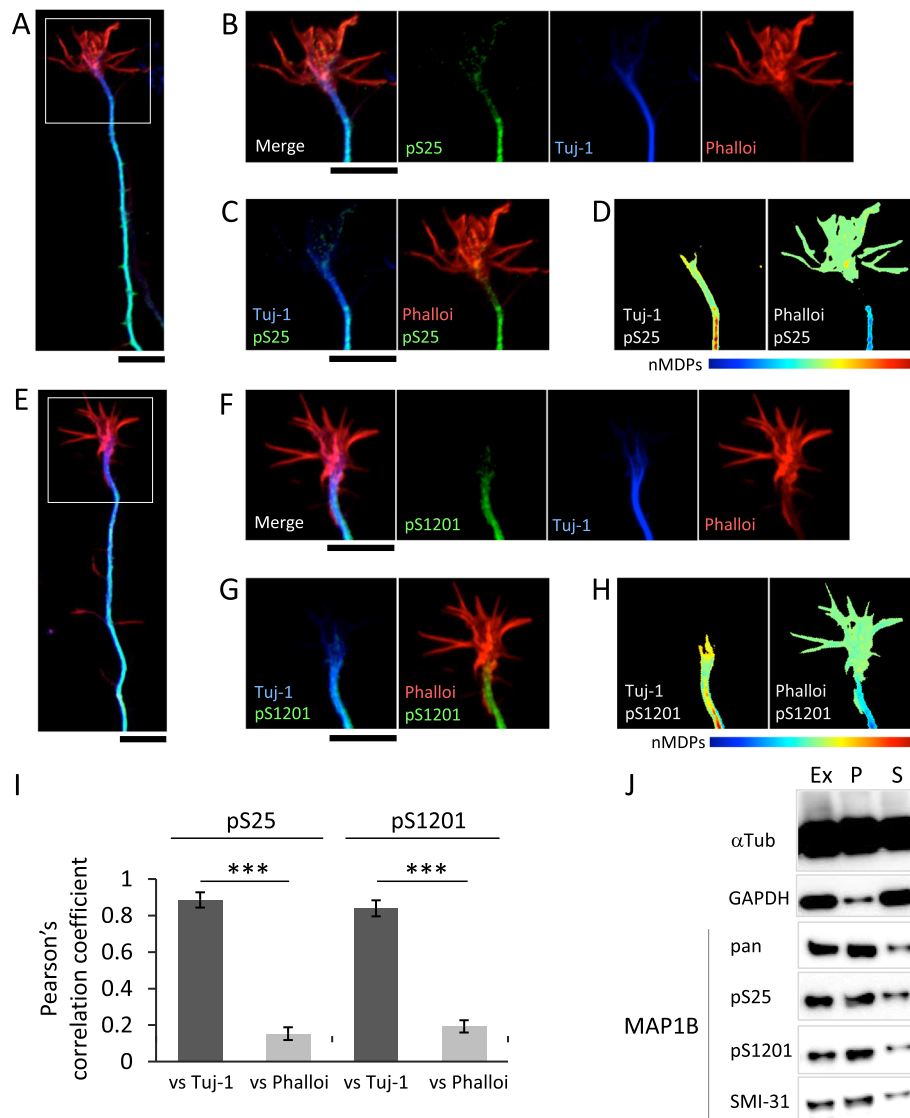 A
B
Merge
pS25
Tuj-1
Phalloi
C
Tuj-1
pS25
Phalloi
pS25
D
Tuj-1
pS25
Phalloi
pS25
nMDPs
E
F
Merge
pS1201
Tuj-1
Phalloi
G
Tuj-1
pS1201
Phalloi
pS1201
H
Tuj-1
pS1201
Phalloi
pS1201
nMDPs
I
pS25
pS1201
***
***
Pearson's
correlation coefficient
1
0.8
0.6
0.4
0.2
0
vs Tuj-1
vs Phalloi
vs Tuj-1
vs Phalloi
J
Ex P S
αTub
GAPDH
MAP1B
pan
pS25
pS1201
SMI-31